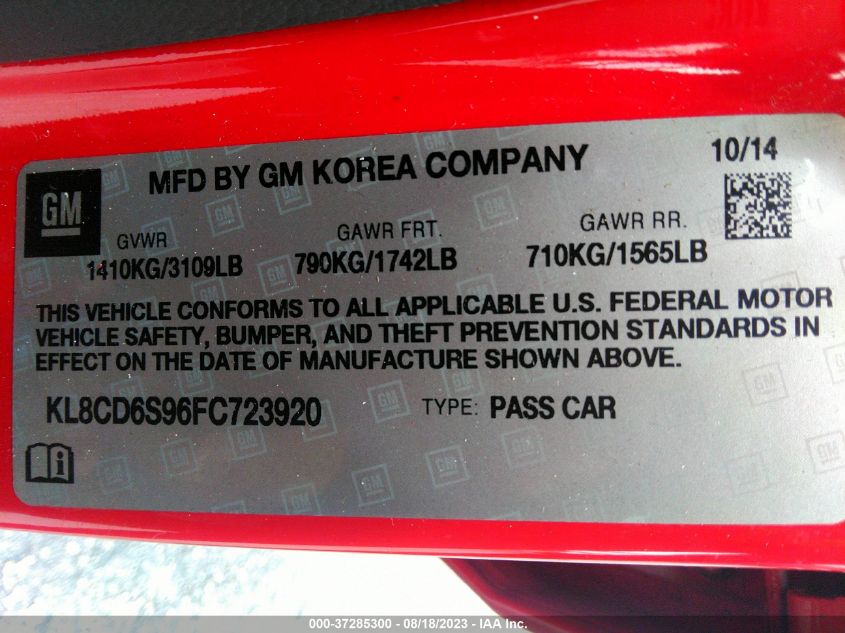 GM
MFD BY GM KOREA COMPANY
10/14
GVWR
GAWR FRT.
GAWR RR.
1410KG/3109LB
790KG/1742LB
710KG/1565LB
THIS VEHICLE CONFORMS TO ALL APPLICABLE U.S. FEDERAL MOTOR
VEHICLE SAFETY, BUMPER, AND THEFT PREVENTION STANDARDS IN
EFFECT ON THE DATE OF MANUFACTURE SHOWN ABOVE.
KL8CD6S96FC723920
TYPE: PASS CAR
000-37285300 - 08/18/2023 - IAA Inc.